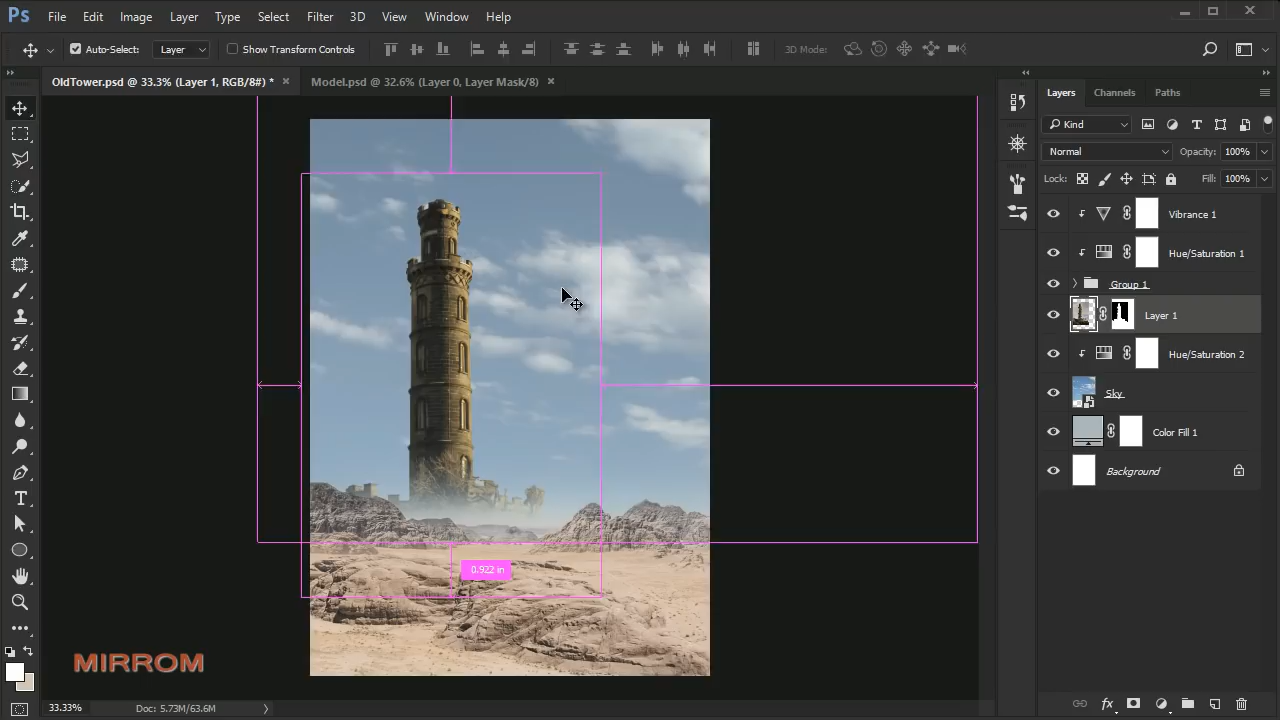 Ps File Edit Image Layer Type Select Filter 3D View Window Help
Auto-Select: Layer Show Transform Controls 3D Mode:
OldTower.psd @ 33.3% (Layer 1, RGB/8#) * Model.psd @ 32.6% (Layer 0, Layer Mask/8)
Layers Channels Paths
Kind
Normal Opacity: 100%
Lock: Fill: 100%
Vibrance 1
Hue/Saturation 1
Group 1
Layer 1
Hue/Saturation 2
Sky
Color Fill 1
Background
0.922 in
MIRROM
33.33% Doc: 5.73M/63.6M